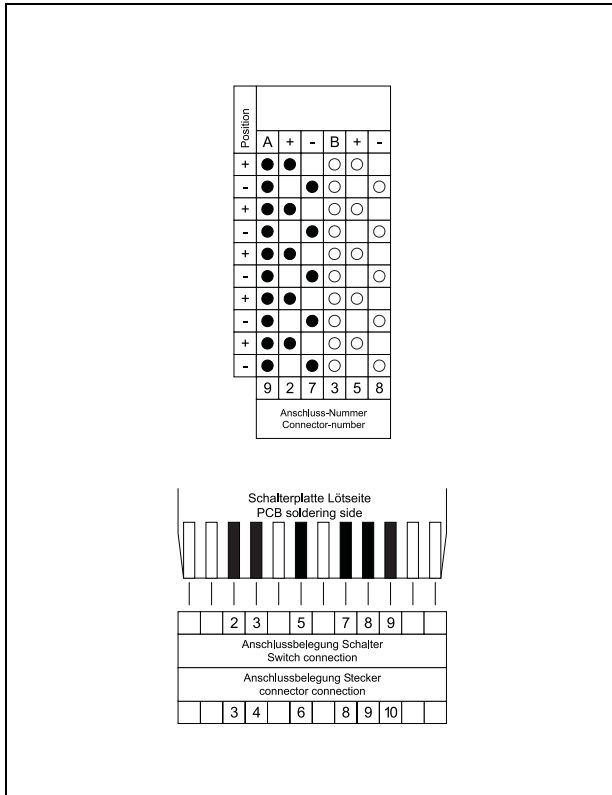 Position
A + - B + -
+
-
+
-
+
-
+
-
+
-
9 2 7 3 5 8
Anschluss-Nummer
Connector-number
Schalterplatte Lötseite
PCB soldering side
2 3 5 7 8 9
Anschlussbelegung Schalter
Switch connection
Anschlussbelegung Stecker
connector connection
3 4 6 8 9 10